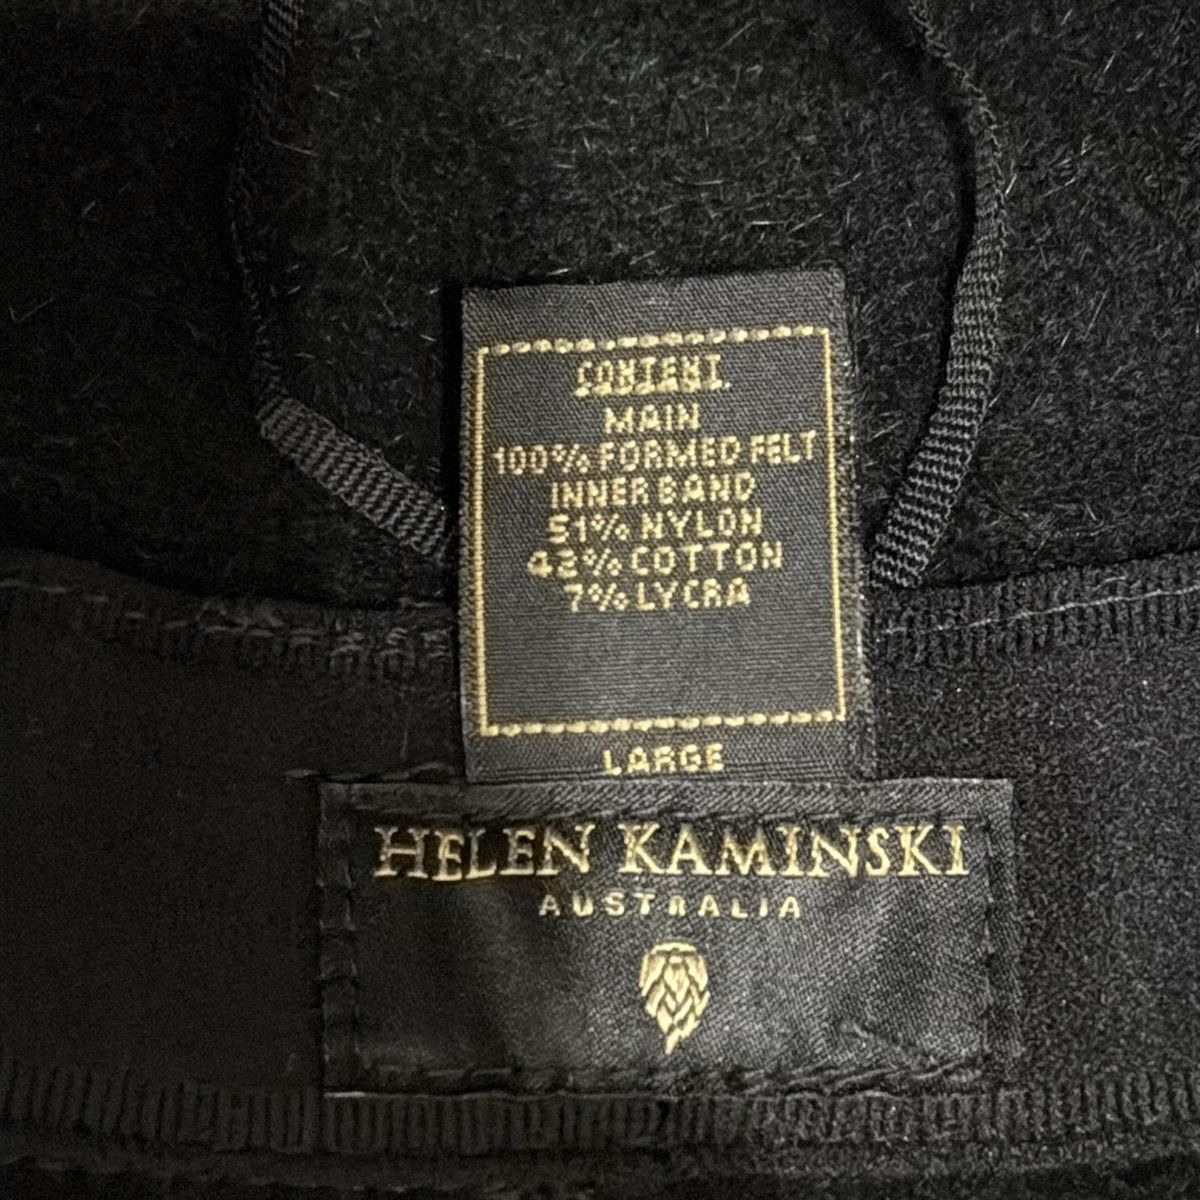 CONTENT
MAIN
100% FORMED FELT
INNER BAND
51% NYLON
42% COTTON
7% LYCRA
LARGE
HELEN KAMINSKI
AUSTRALIA